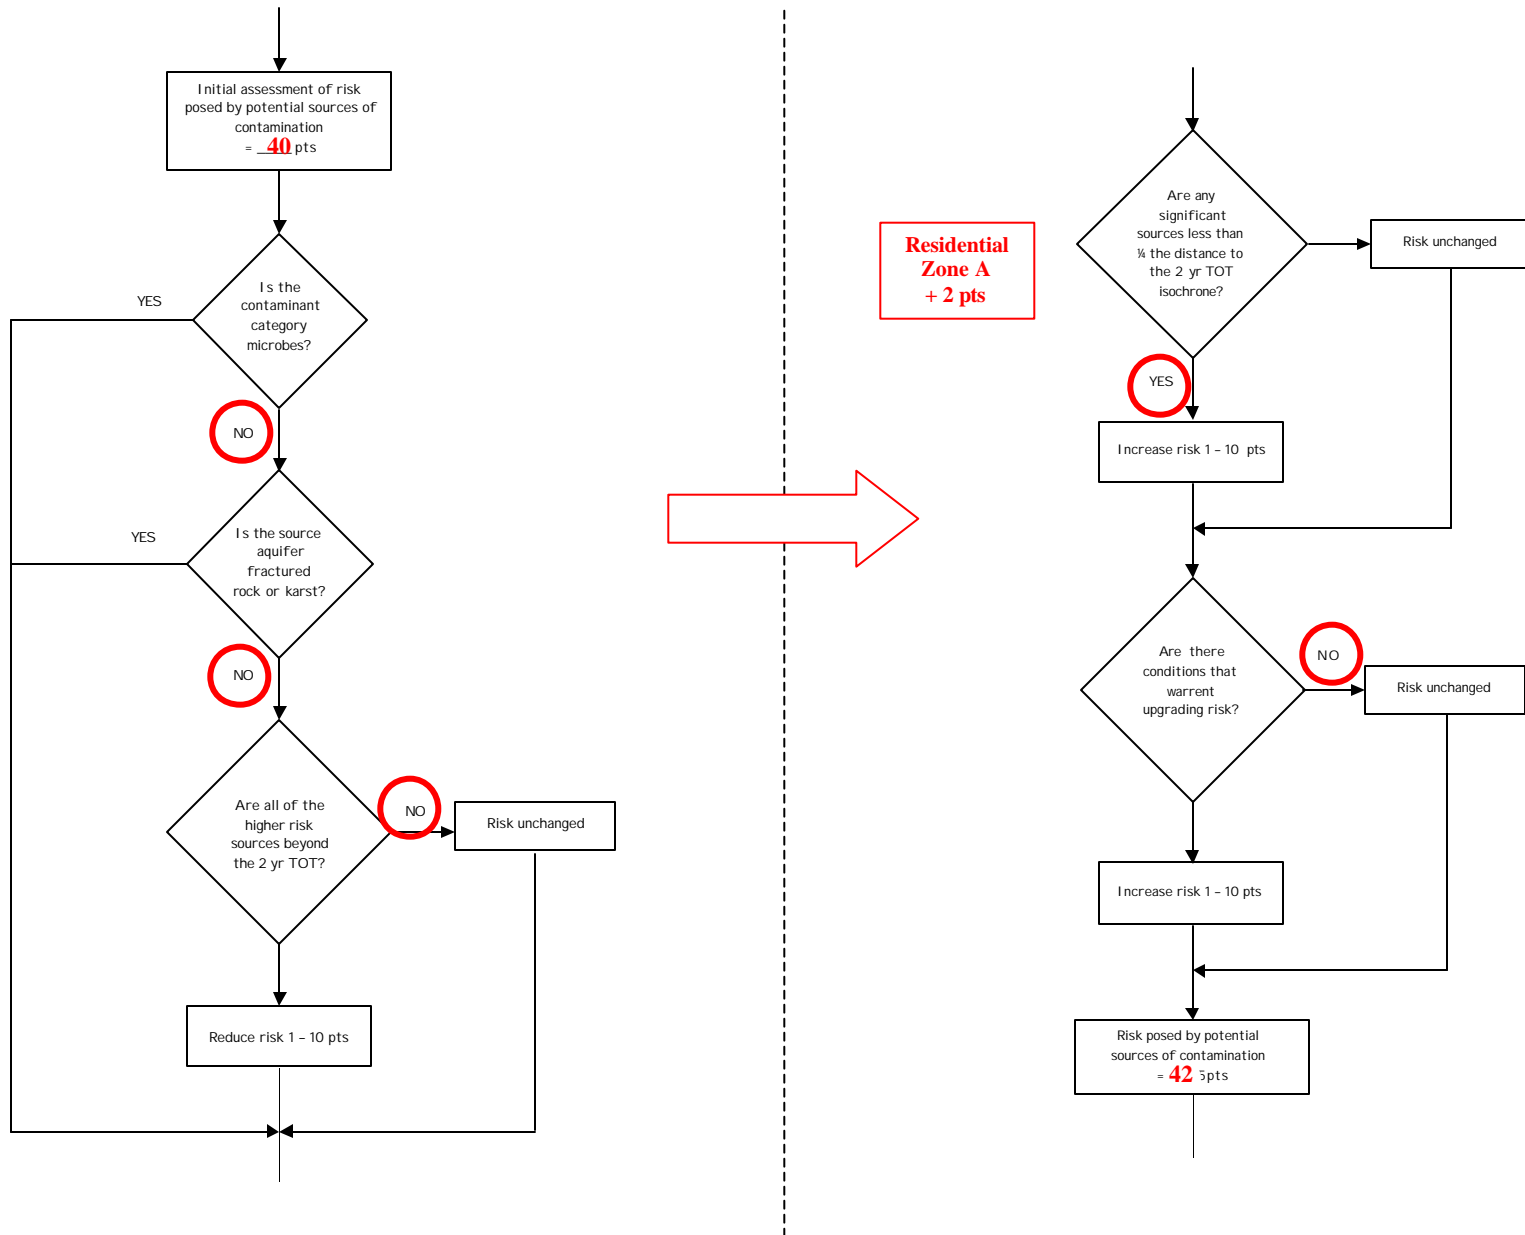 Initial assessment of risk
posed by potential sources of
contamination
= 40 pts
Is the
contaminant
category
microbes?
YES
NO
Is the source
aquifer
fractured
rock or karst?
YES
NO
Are all of the
higher risk
sources beyond
the 2 yr TOT?
NO
Risk unchanged
Reduce risk 1 – 10 pts
Residential
Zone A
+ 2 pts
Are any
significant
sources less than
¼ the distance to
the 2 yr TOT
isochrone?
Risk unchanged
YES
Increase risk 1 – 10 pts
Are there
conditions that
warrent
upgrading risk?
NO
Risk unchanged
Increase risk 1 – 10 pts
Risk posed by potential
sources of contamination
= 42 pts